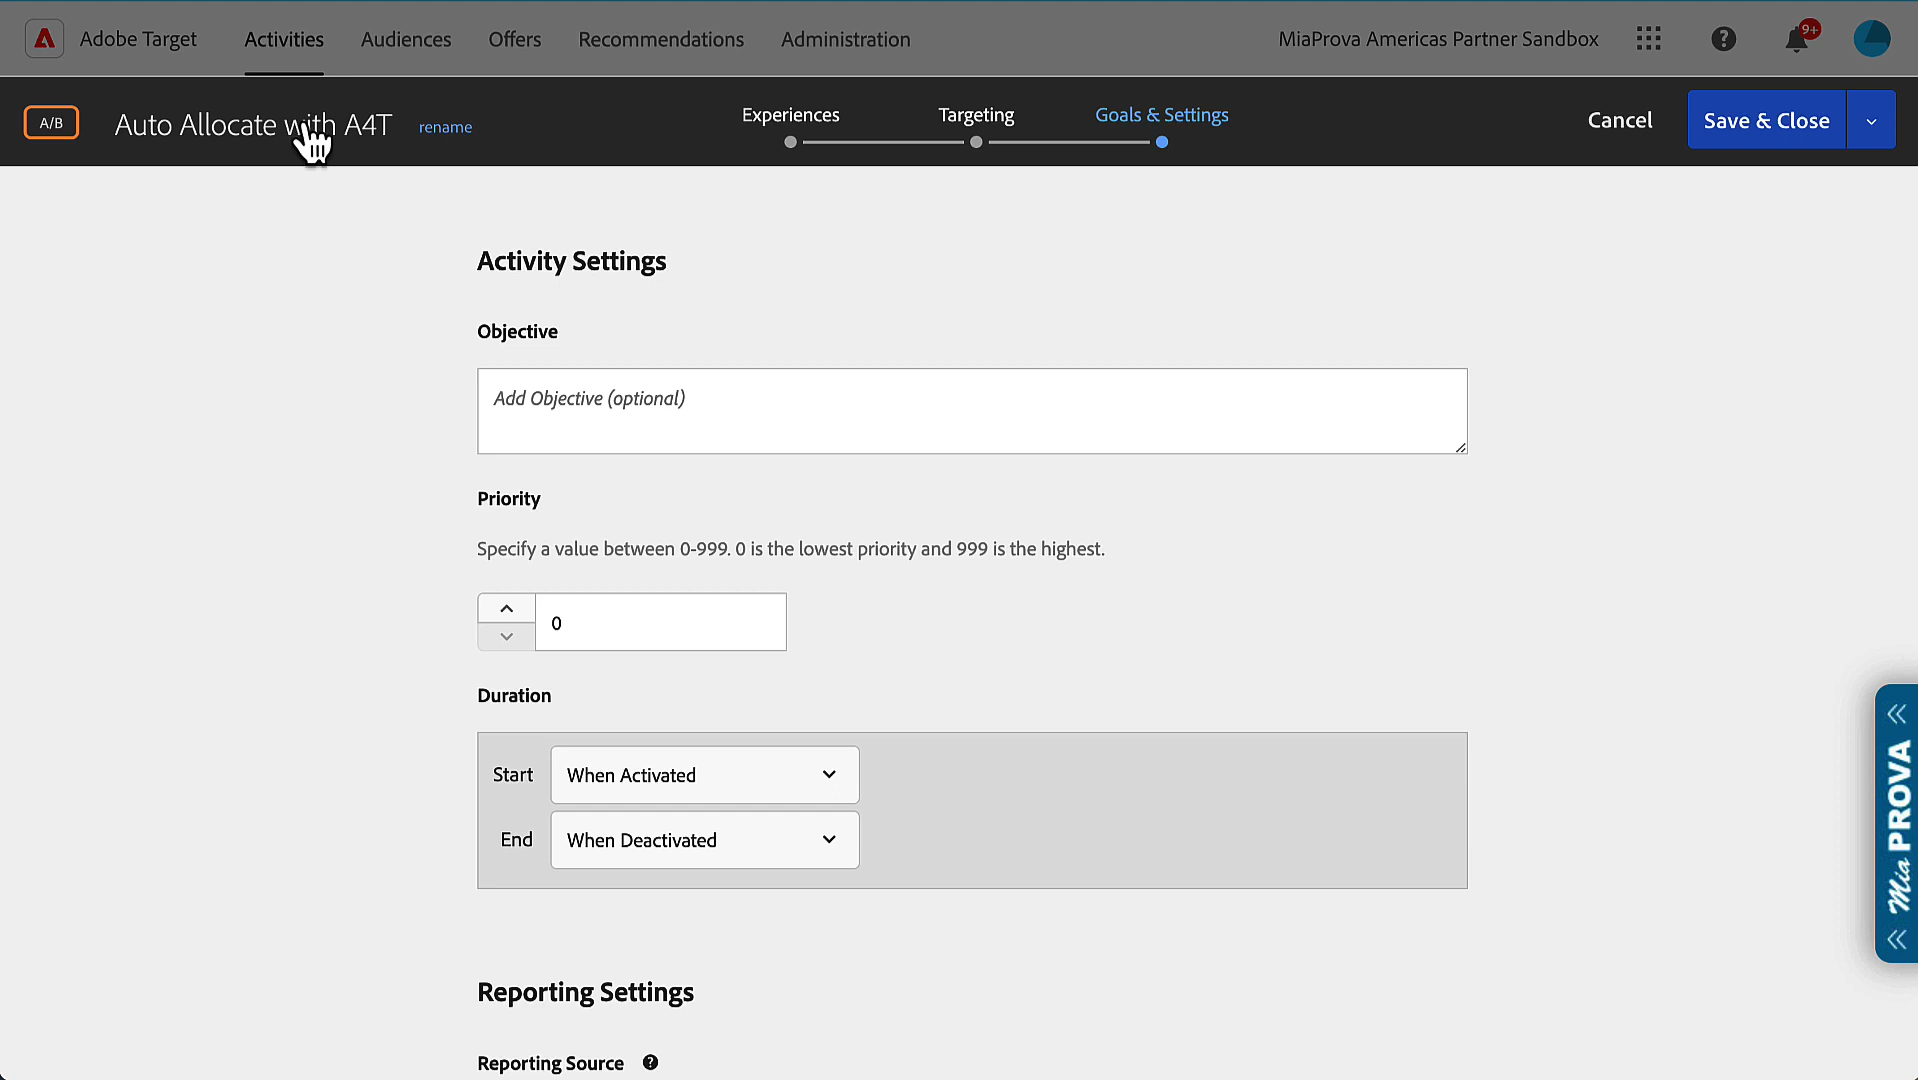 Adobe Target Activities Audiences Offers Recommendations Administration MiaProva Americas Partner Sandbox ? 9+
A/B Auto Allocate with A4T rename Experiences Targeting Goals & Settings Cancel Save & Close
Activity Settings
Objective
Add Objective (optional)
Priority
Specify a value between 0-999. 0 is the lowest priority and 999 is the highest.
0
Duration
Start When Activated
End When Deactivated
Mia PROVA
Reporting Settings
Reporting Source ?